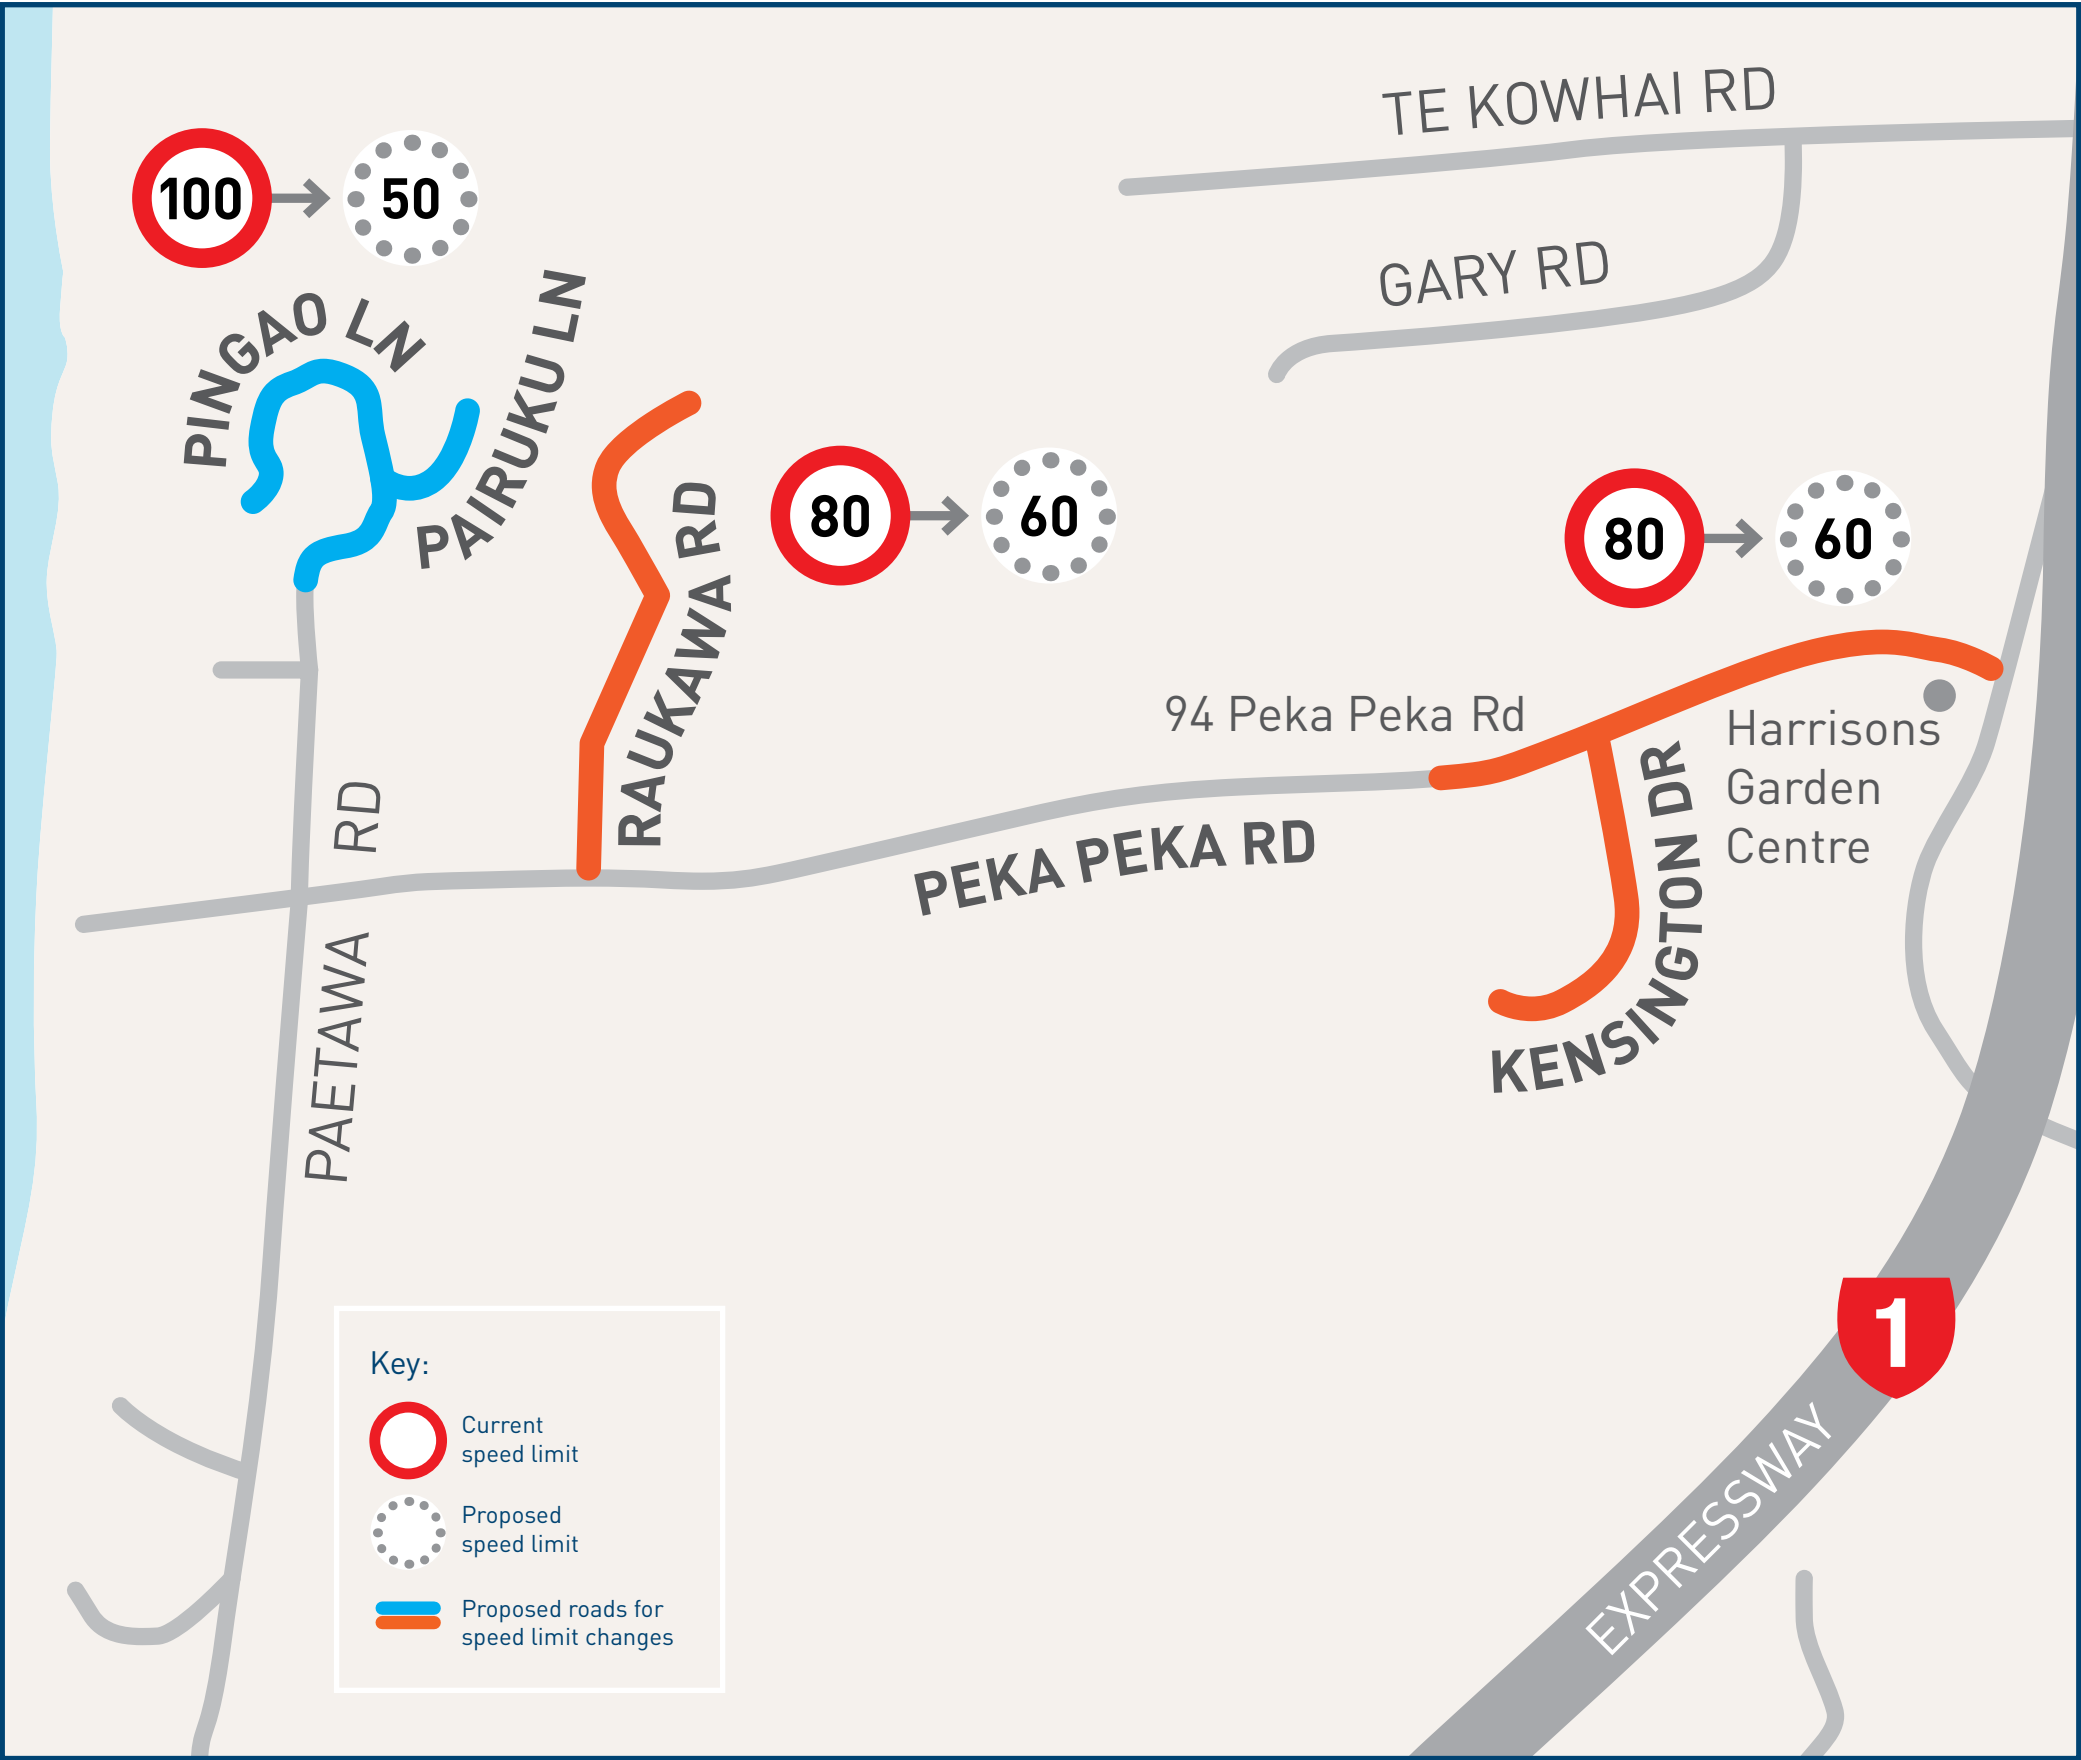 TE KOWHAI RD
100
50
GARY RD
PINGAO LN
PAIRUKU LN
80
60
80
60
RAUKAWA RD
94 Peka Peka Rd
Harrisons
Garden
Centre
PEKA PEKA RD
KENSINGTON DR
PAETAWA RD
1
EXPRESSWAY
Key:
Current
speed limit
Proposed
speed limit
Proposed roads for
speed limit changes